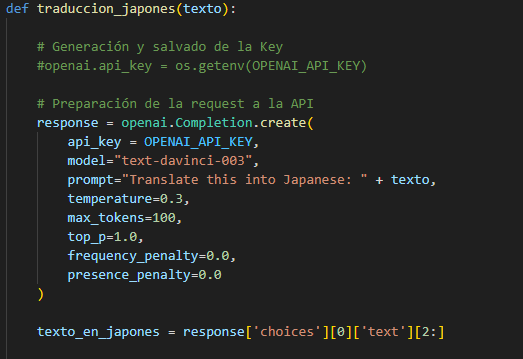 def traduccion_japones(texto):
# Generación y salvado de la Key
#openai.api_key = os.getenv(OPENAI_API_KEY)
# Preparación de la request a la API
response = openai.Completion.create(
api_key = OPENAI_API_KEY,
model="text-davinci-003",
prompt="Translate this into Japanese: " + texto,
temperature=0.3,
max_tokens=100,
top_p=1.0,
frequency_penalty=0.0,
presence_penalty=0.0
)
texto_en_japones = response['choices'][0]['text'][2:]